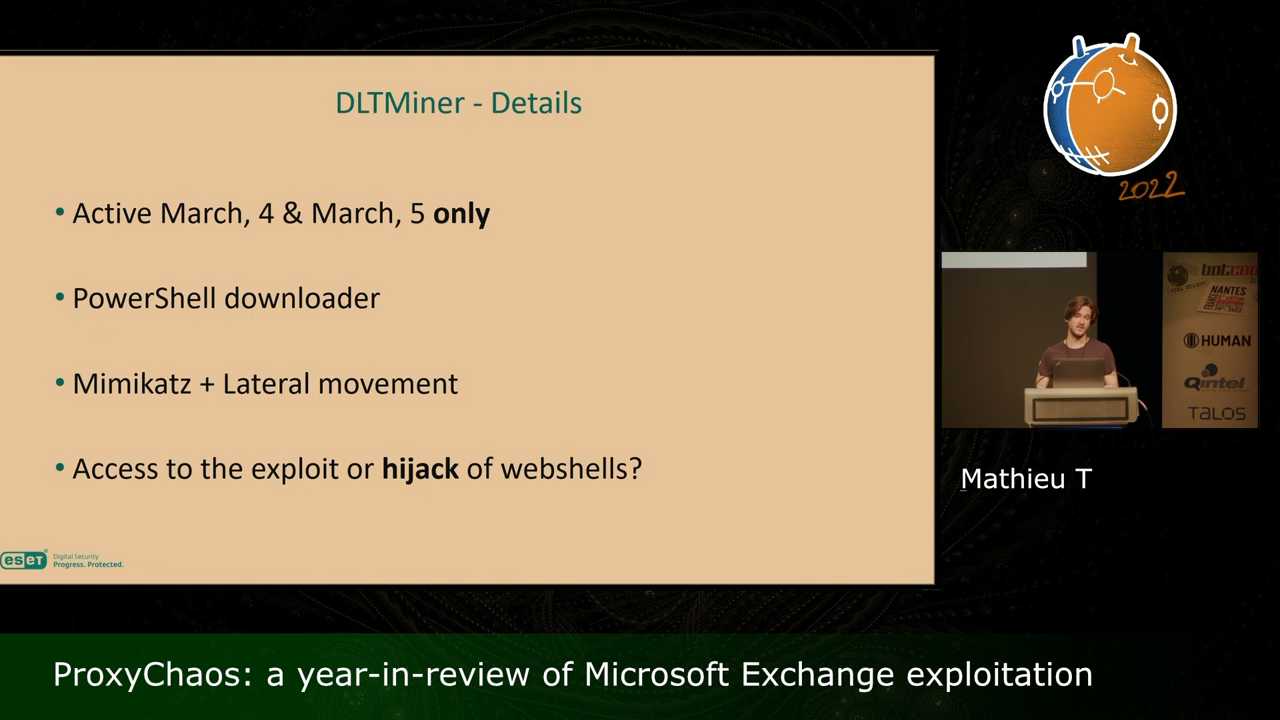 DLTMiner - Details
• Active March, 4 & March, 5 only
• PowerShell downloader
• Mimikatz + Lateral movement
• Access to the exploit or hijack of webshells?
eseT
Digital Security
Progress. Protected.
2022
botcon
NANTES
HUMAN
Qintel
TALOS
Mathieu T
ProxyChaos: a year-in-review of Microsoft Exchange exploitation